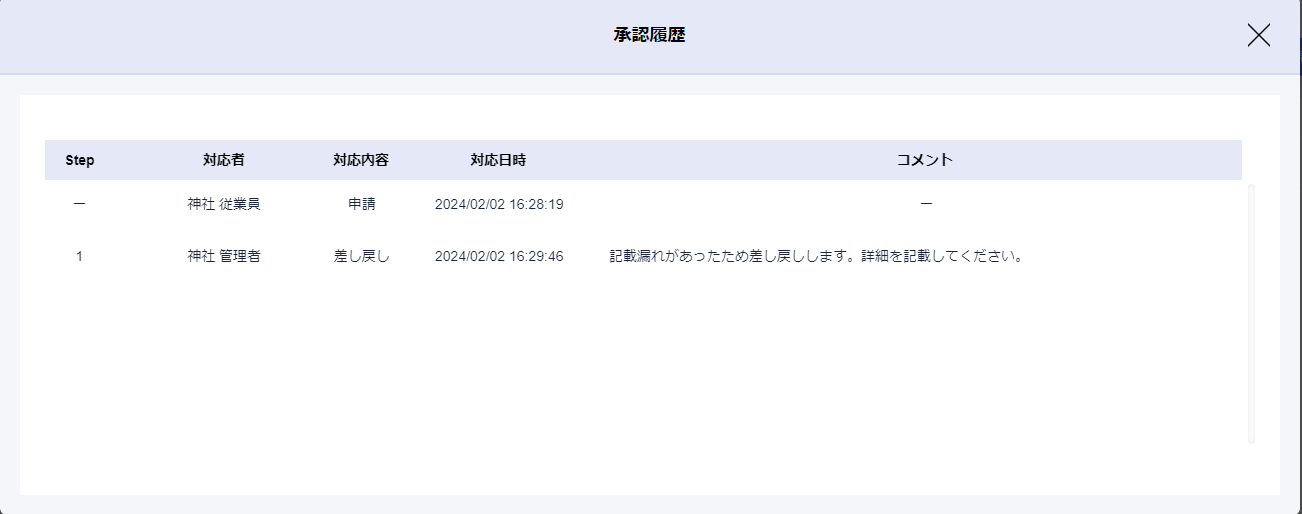 承認履歴
Step 対応者 対応内容 対応日時 コメント
ー 神社 従業員 申請 2024/02/02 16:28:19 ー
1 神社 管理者 差し戻し 2024/02/02 16:29:46 記載漏れがあったため差し戻しします。詳細を記載してください。